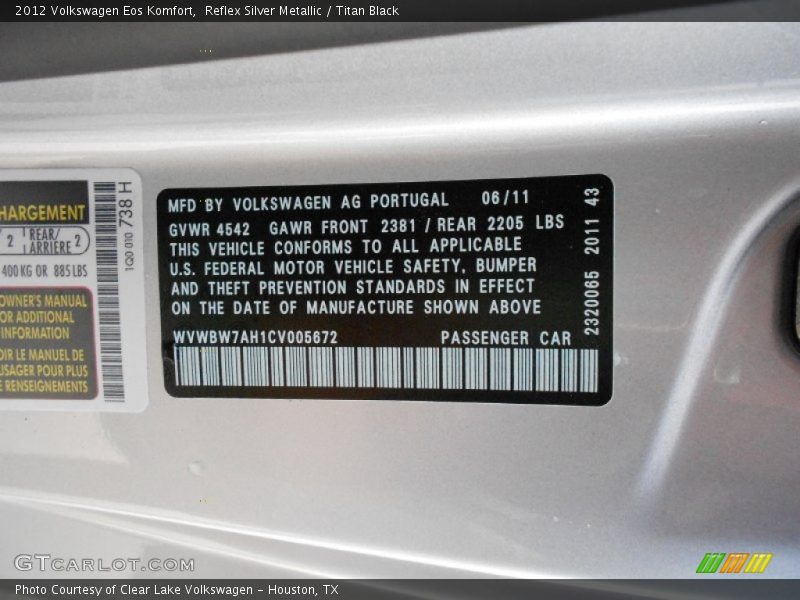 2012 Volkswagen Eos Komfort,  Reflex Silver Metallic / Titan Black
HARGEMENT
2 REAR/ ARRIERE 2
400 KG OR 885 LBS
OWNER'S MANUAL
OR ADDITIONAL
INFORMATION
OIR LE MANUEL DE
USAGER POUR PLUS
E RENSEIGNEMENTS
1Q0 010 738 H
MFD BY VOLKSWAGEN AG PORTUGAL 06/11
GVWR 4542 GAWR FRONT 2381 / REAR 2205 LBS
THIS VEHICLE CONFORMS TO ALL APPLICABLE
U.S. FEDERAL MOTOR VEHICLE SAFETY, BUMPER
AND THEFT PREVENTION STANDARDS IN EFFECT
ON THE DATE OF MANUFACTURE SHOWN ABOVE
WVWBW7AH1CV005672 PASSENGER CAR
2320065 2011 43
GTCARLOT.COM
Photo Courtesy of Clear Lake Volkswagen – Houston, TX